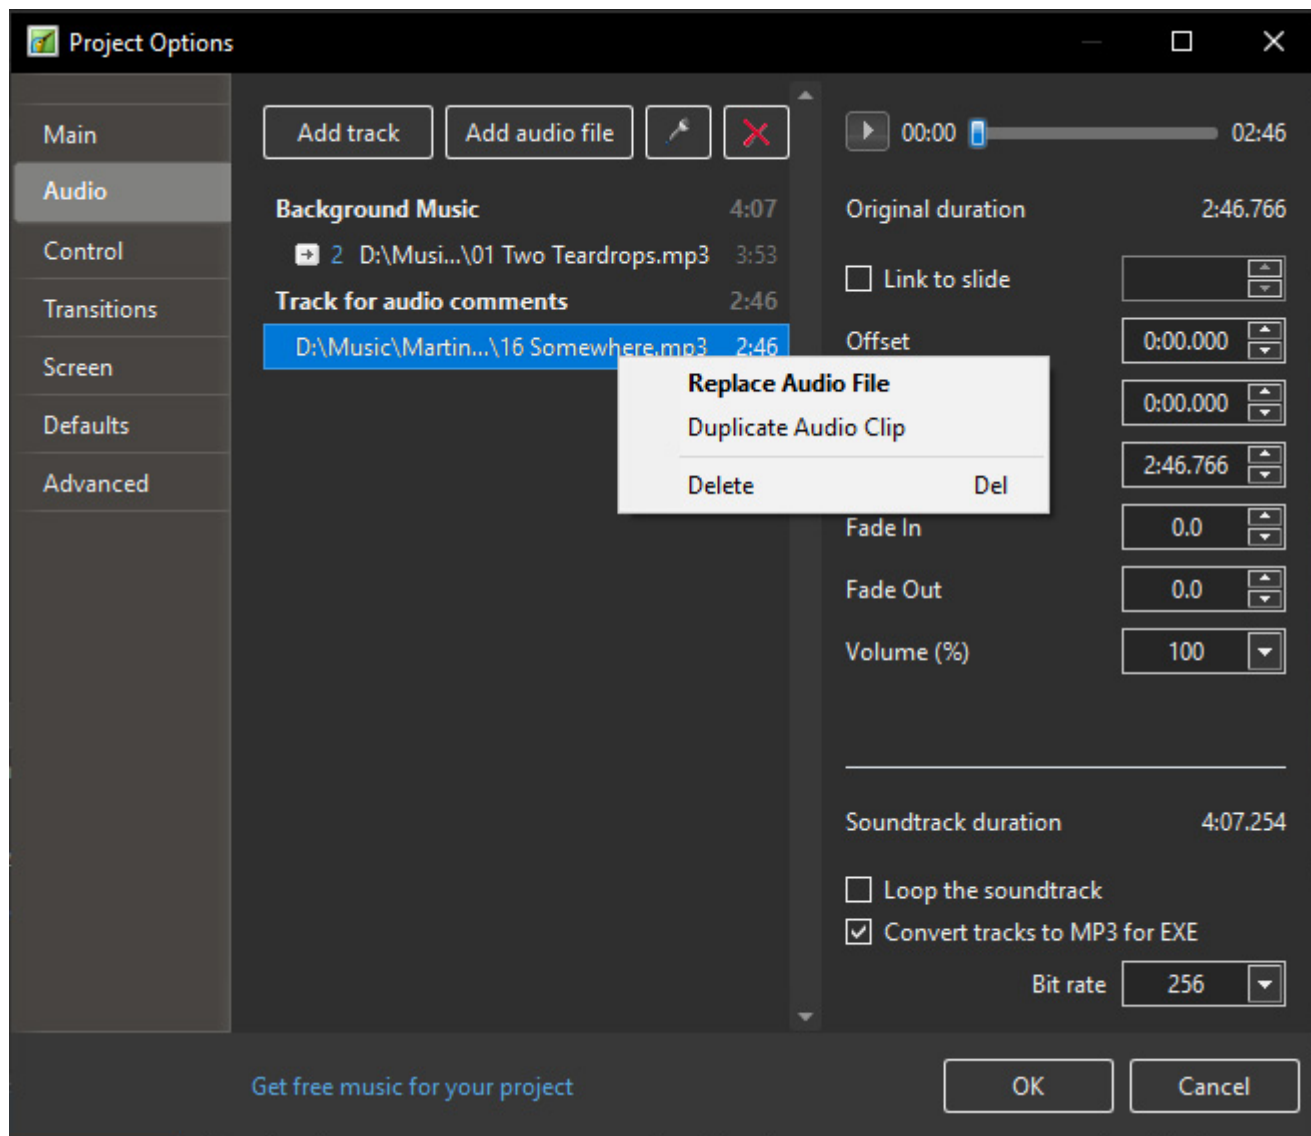 Project Options
Main
Audio
Control
Transitions
Screen
Defaults
Advanced
Add track Add audio file
Background Music 4:07
2 D:\Musi...\01 Two Teardrops.mp3 3:53
Track for audio comments 2:46
D:\Music\Martin...\16 Somewhere.mp3 2:46
Replace Audio File
Duplicate Audio Clip
Delete Del
00:00 02:46
Original duration 2:46.766
Link to slide
Offset 0:00.000
0:00.000
2:46.766
Fade In 0.0
Fade Out 0.0
Volume (%) 100
Soundtrack duration 4:07.254
Loop the soundtrack
Convert tracks to MP3 for EXE
Bit rate 256
Get free music for your project
OK Cancel